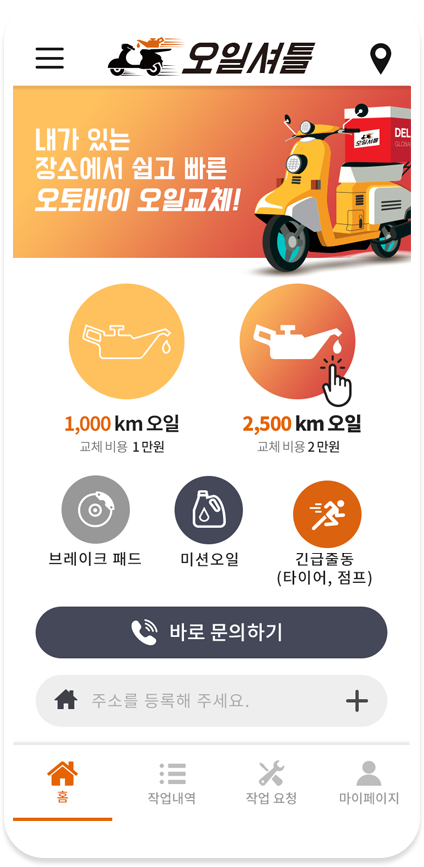 오일셔틀
내가 있는
장소에서 쉽고 빠른
오토바이 오일교체!
오일셔틀
DEL
GLOBA
1,000 km 오일
교체 비용 1 만원
2,500 km 오일
교체 비용 2 만원
브레이크 패드
미션오일
긴급줄동
(타이어, 점프)
바로 문의하기
주소를 등록해 주세요.
홈
작업내역
작업 요청
마이페이지